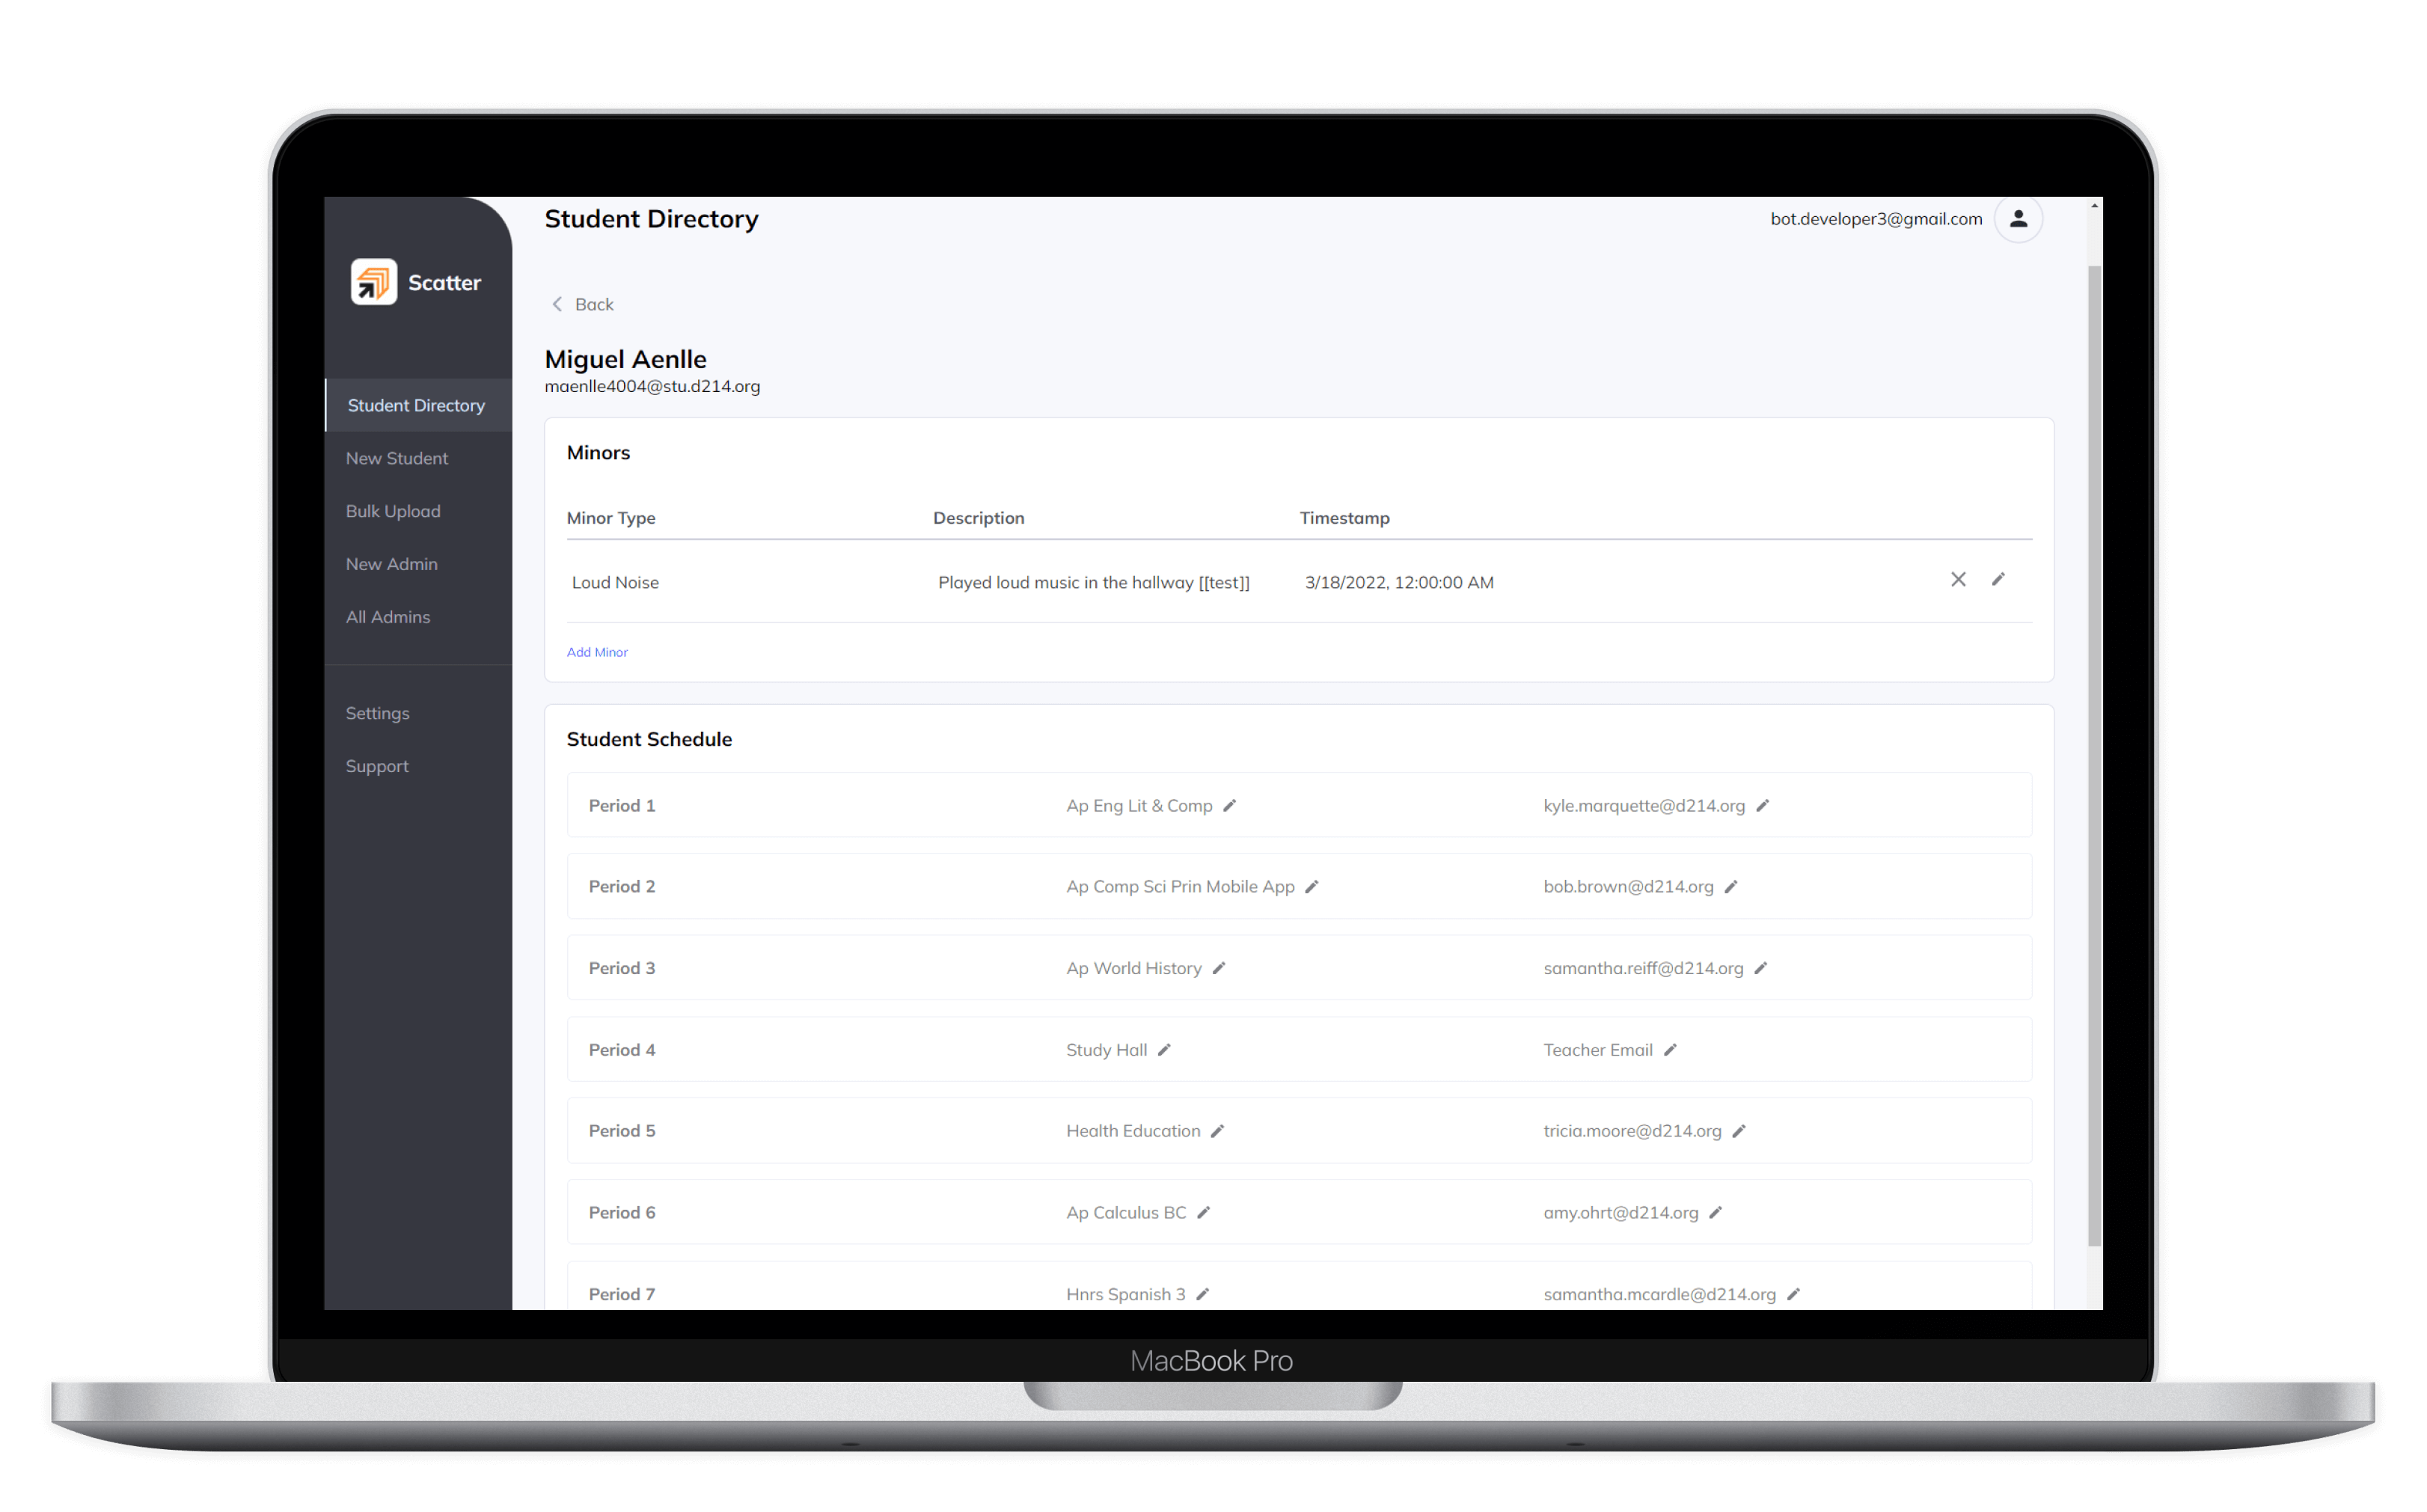 Student Directory
bot.developer3@gmail.com
Scatter
Back
Miguel Aenlle
maenlle4004@stu.d214.org
Student Directory
New Student
Bulk Upload
New Admin
All Admins
Settings
Support
Minors
Minor Type Description Timestamp
Loud Noise Played loud music in the hallway [[test]] 3/18/2022, 12:00:00 AM
Add Minor
Student Schedule
Period 1 Ap Eng Lit & Comp kyle.marquette@d214.org
Period 2 Ap Comp Sci Prin Mobile App bob.brown@d214.org
Period 3 Ap World History samantha.reiff@d214.org
Period 4 Study Hall Teacher Email
Period 5 Health Education tricia.moore@d214.org
Period 6 Ap Calculus BC amy.ohrt@d214.org
Period 7 Hnrs Spanish 3 samantha.mcardle@d214.org
MacBook Pro